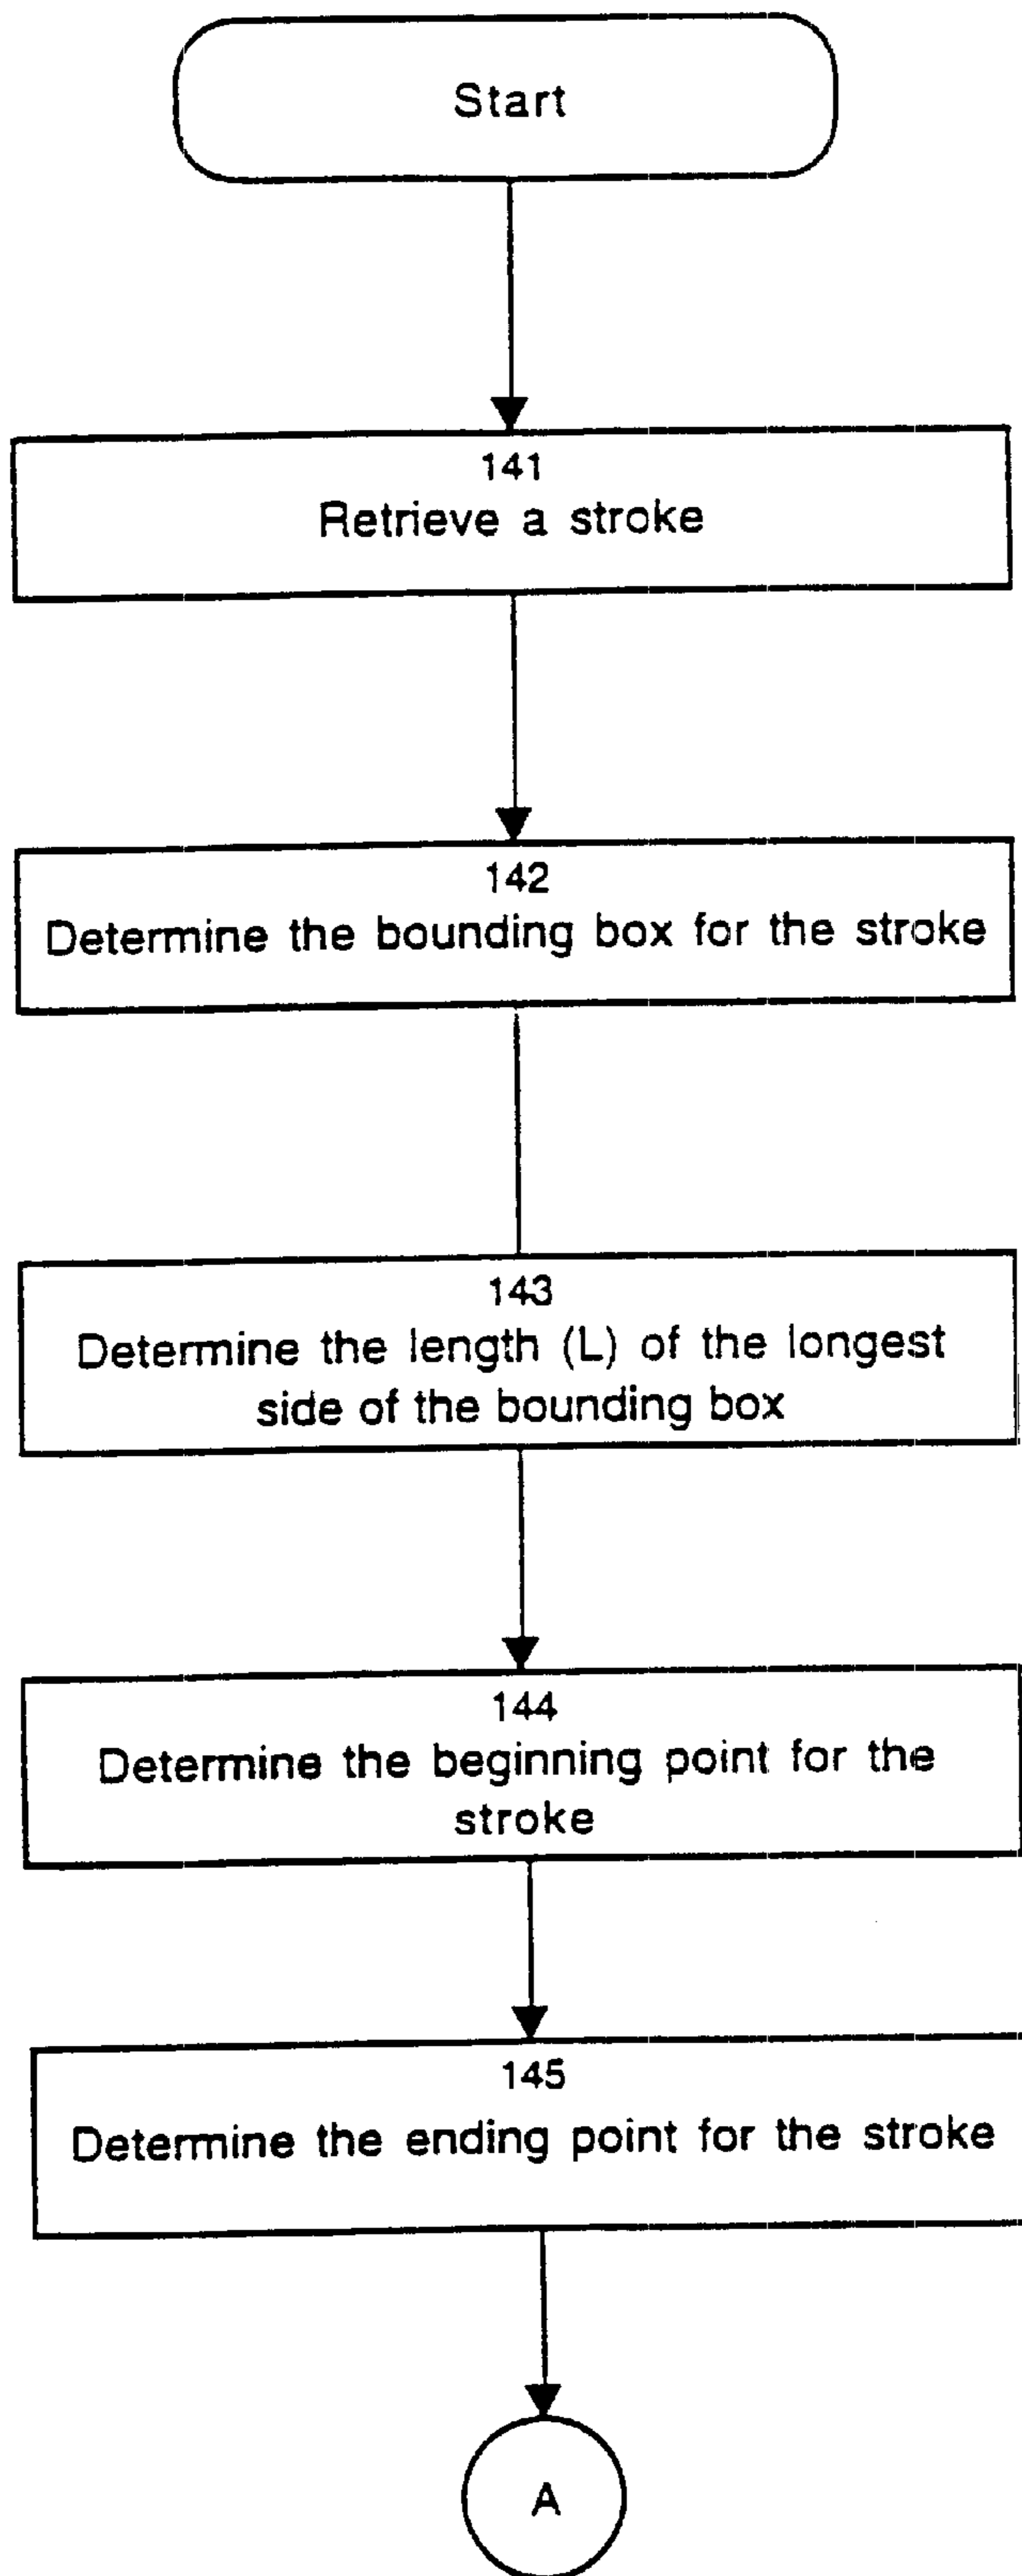 Start
141
Retrieve a stroke
142
Determine the bounding box for the stroke
143
Determine the length (L) of the longest
side of the bounding box
144
Determine the beginning point for the
stroke
145
Determine the ending point for the stroke
A